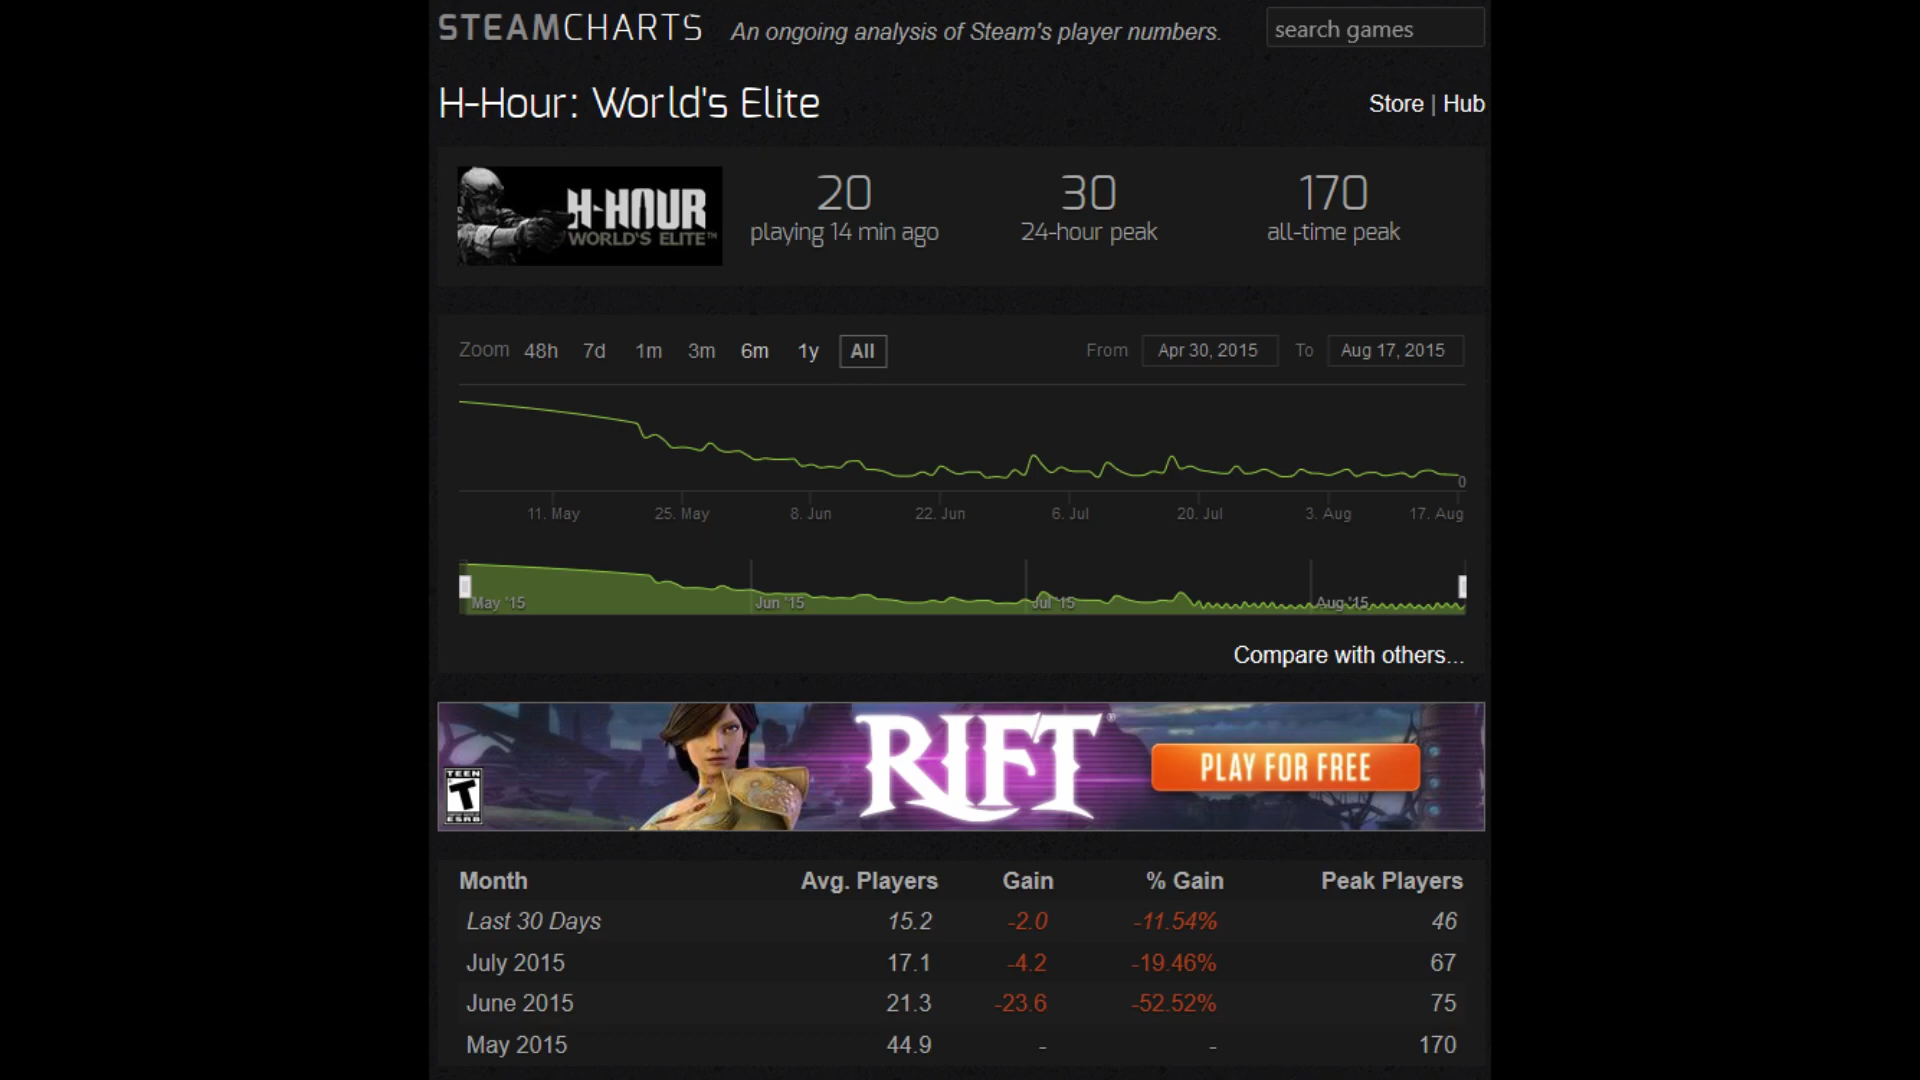 STEAMCHARTS An ongoing analysis of Steam's player numbers. search games
H-Hour: World's Elite Store | Hub
H-HOUR
WORLD'S ELITE™
20 30 170
playing 14 min ago 24-hour peak all-time peak
Zoom 48h 7d 1m 3m 6m 1y All From Apr 30, 2015 To Aug 17, 2015
0
11. May 25. May 8. Jun 22. Jun 6. Jul 20. Jul 3. Aug 17. Aug
May '15 Jun '15 Jul '15 Aug '15
Compare with others...
RIFT®
PLAY FOR FREE
TEEN
T
ESRB
Month Avg. Players Gain % Gain Peak Players
Last 30 Days 15.2 -2.0 -11.54% 46
July 2015 17.1 -4.2 -19.46% 67
June 2015 21.3 -23.6 -52.52% 75
May 2015 44.9 - - 170